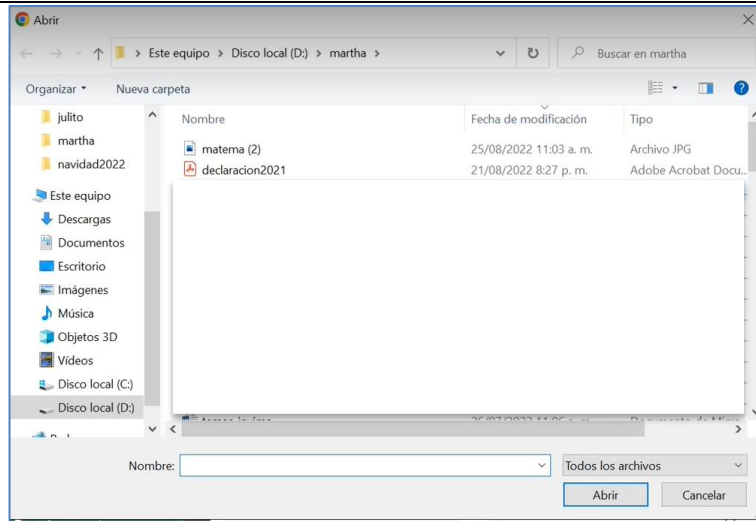 Abrir
Este equipo > Disco local (D:) > martha >
Buscar en martha
Organizar
Nueva carpeta
julito
martha
navidad2022
Este equipo
Descargas
Documentos
Escritorio
Imágenes
Música
Objetos 3D
Vídeos
Disco local (C:)
Disco local (D:)
Nombre
Fecha de modificación
Tipo
matema (2)
25/08/2022 11:03 a. m.
Archivo JPG
declaracion2021
21/08/2022 8:27 p. m.
Adobe Acrobat Docu...
Nombre:
Todos los archivos
Abrir
Cancelar